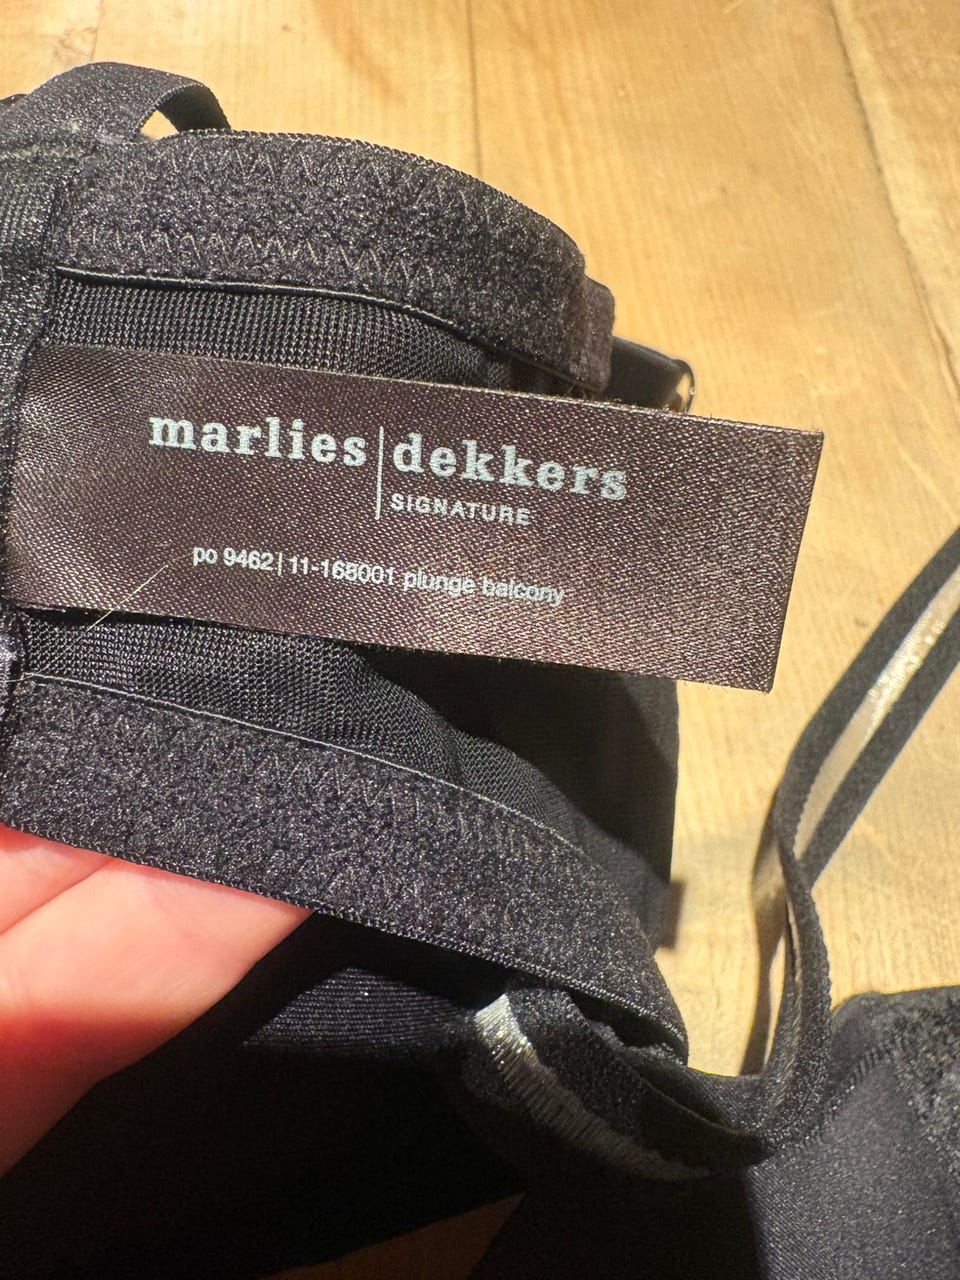 marlies|dekkers
SIGNATURE
po 9462|11-168001 plunge balcony